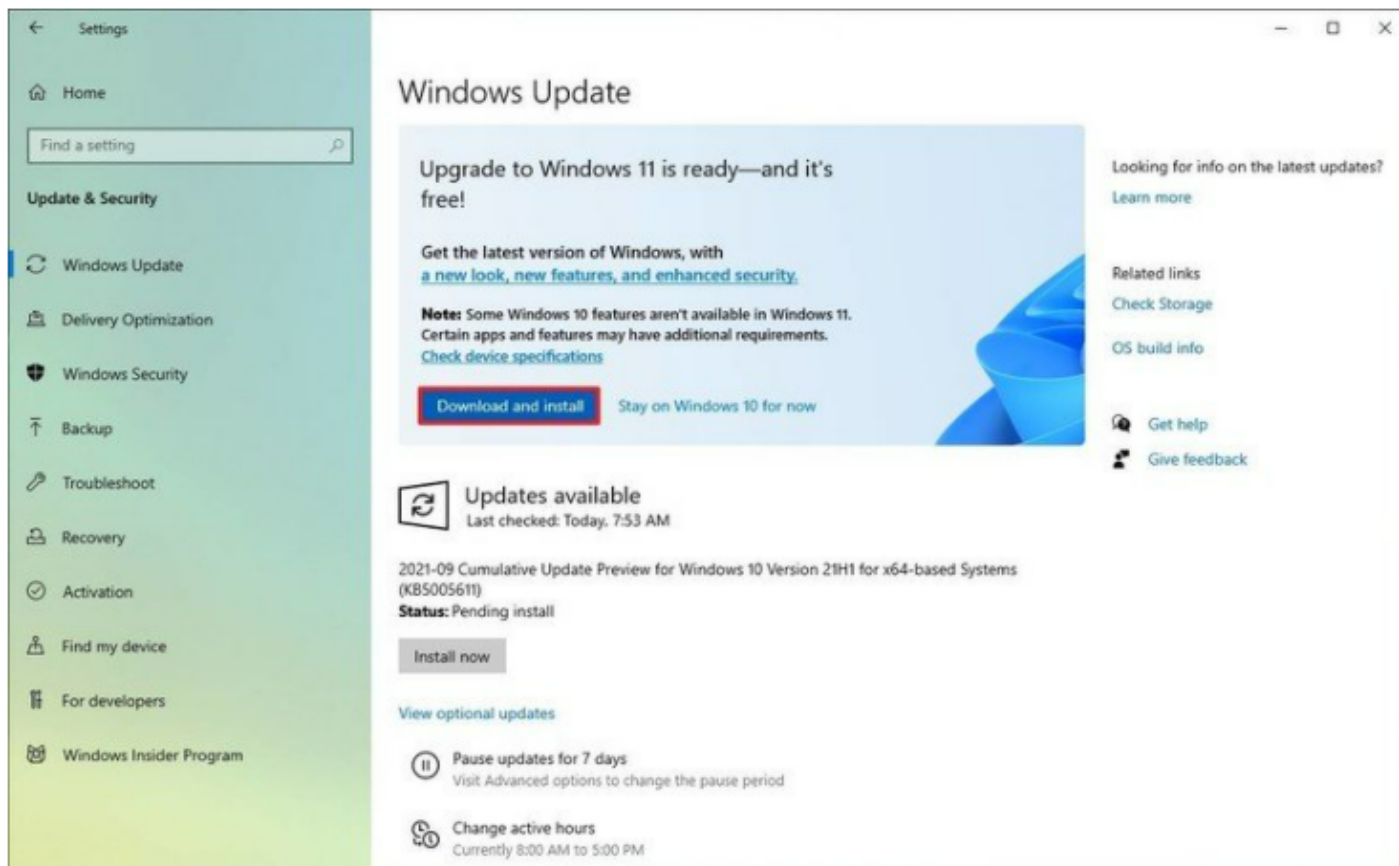 Settings
Home
Find a setting
Update & Security
Windows Update
Delivery Optimization
Windows Security
Backup
Troubleshoot
Recovery
Activation
Find my device
For developers
Windows Insider Program
Windows Update
Upgrade to Windows 11 is ready—and it's
free!
Get the latest version of Windows, with
a new look, new features, and enhanced security.
Note: Some Windows 10 features aren't available in Windows 11.
Certain apps and features may have additional requirements.
Check device specifications
Download and install
Stay on Windows 10 for now
Updates available
Last checked: Today, 7:53 AM
2021-09 Cumulative Update Preview for Windows 10 Version 21H1 for x64-based Systems
(KB5005611)
Status: Pending install
Install now
View optional updates
Pause updates for 7 days
Visit Advanced options to change the pause period
Change active hours
Currently 8:00 AM to 5:00 PM
Looking for info on the latest updates?
Learn more
Related links
Check Storage
OS build info
Get help
Give feedback